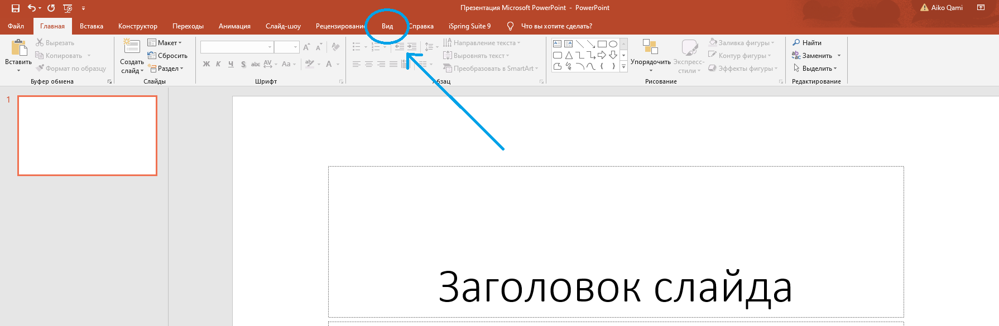 Презентация Microsoft PowerPoint - PowerPoint
Aiko Qami
Файл Главная Вставка Конструктор Переходы Анимация Слайд-шоу Рецензирование Вид Справка iSpring Suite 9 Что вы хотите сделать?
Вставить
Вырезать
Копировать
Формат по образцу
Буфер обмена
Создать
слайд
Макет
Сбросить
Раздел
Слайды
Ж К Ч S abc AV Aa A
A A
Шрифт
Направление текста
Выровнять текст
Преобразовать в SmartArt
Абзац
Упорядочить
Экспресс-
стили
Заливка фигуры
Контур фигуры
Эффекты фигуры
Рисование
Найти
Заменить
Выделить
Редактирование
1
Заголовок слайда